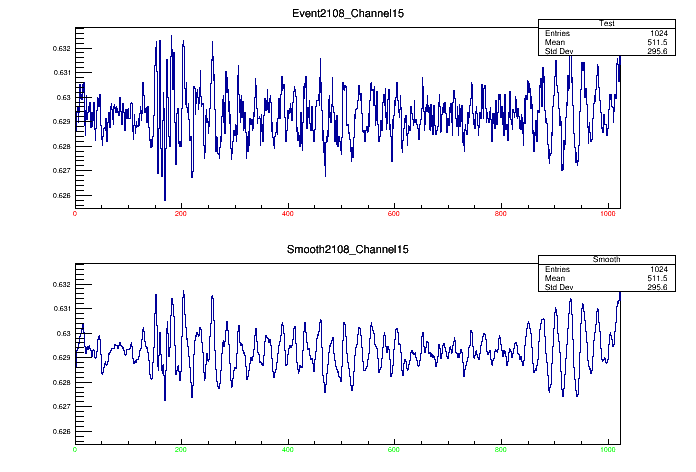 Event2108_Channel15
Test
Entries 1024
Mean 511.5
Std Dev 295.6
0.632
0.631
0.63
0.629
0.628
0.627
0.626
0 200 400 600 800 1000
Smooth2108_Channel15
Smooth
Entries 1024
Mean 511.5
Std Dev 295.6
0.632
0.631
0.63
0.629
0.628
0.627
0.626
0 200 400 600 800 1000